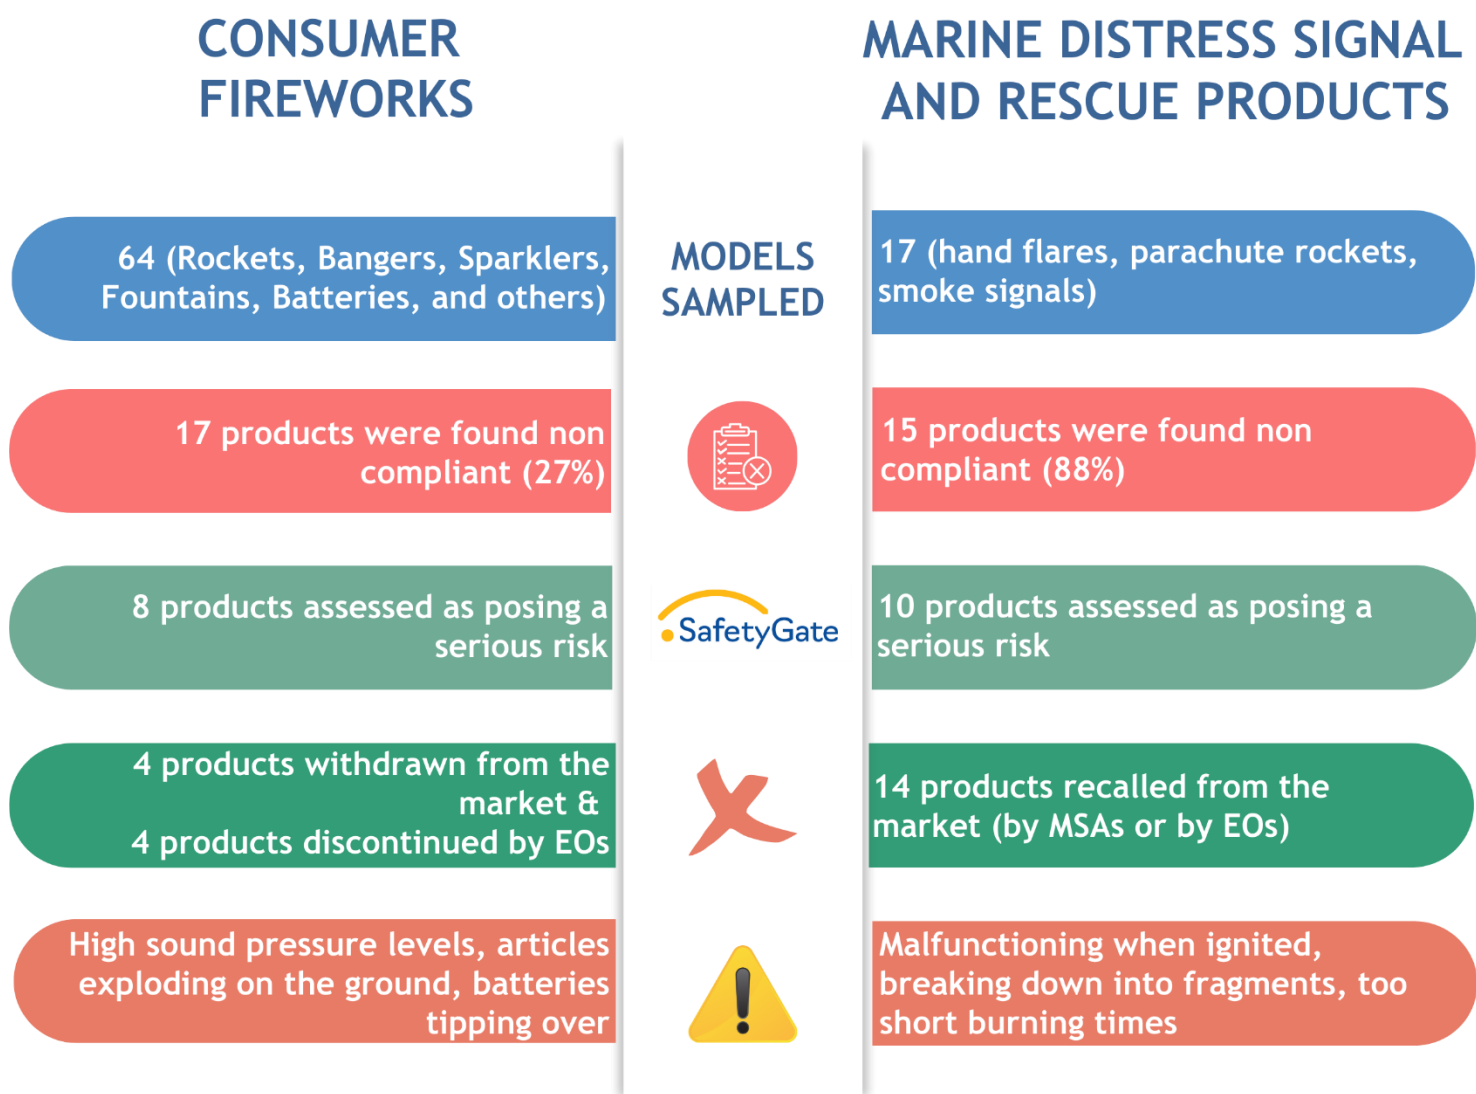 CONSUMER
FIREWORKS
MARINE DISTRESS SIGNAL
AND RESCUE PRODUCTS
64 (Rockets, Bangers, Sparklers,
Fountains, Batteries, and others)
MODELS
SAMPLED
17 (hand flares, parachute rockets,
smoke signals)
17 products were found non
compliant (27%)
15 products were found non
compliant (88%)
8 products assessed as posing a
serious risk
SafetyGate
10 products assessed as posing a
serious risk
4 products withdrawn from the
market &
4 products discontinued by EOs
14 products recalled from the
market (by MSAs or by EOs)
High sound pressure levels, articles
exploding on the ground, batteries
tipping over
Malfunctioning when ignited,
breaking down into fragments, too
short burning times